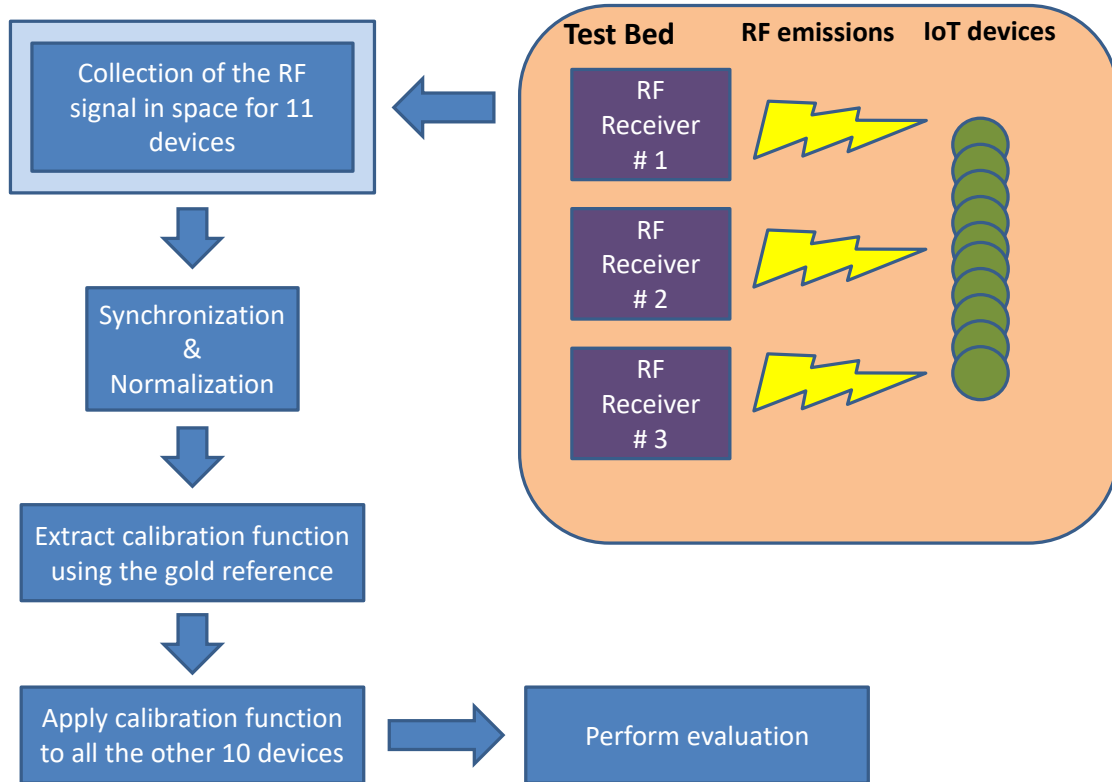 Test Bed
RF emissions
IoT devices
Collection of the RF
signal in space for 11
devices
RF
Receiver
# 1
RF
Receiver
# 2
RF
Receiver
# 3
Synchronization
&
Normalization
Extract calibration function
using the gold reference
Apply calibration function
to all the other 10 devices
Perform evaluation